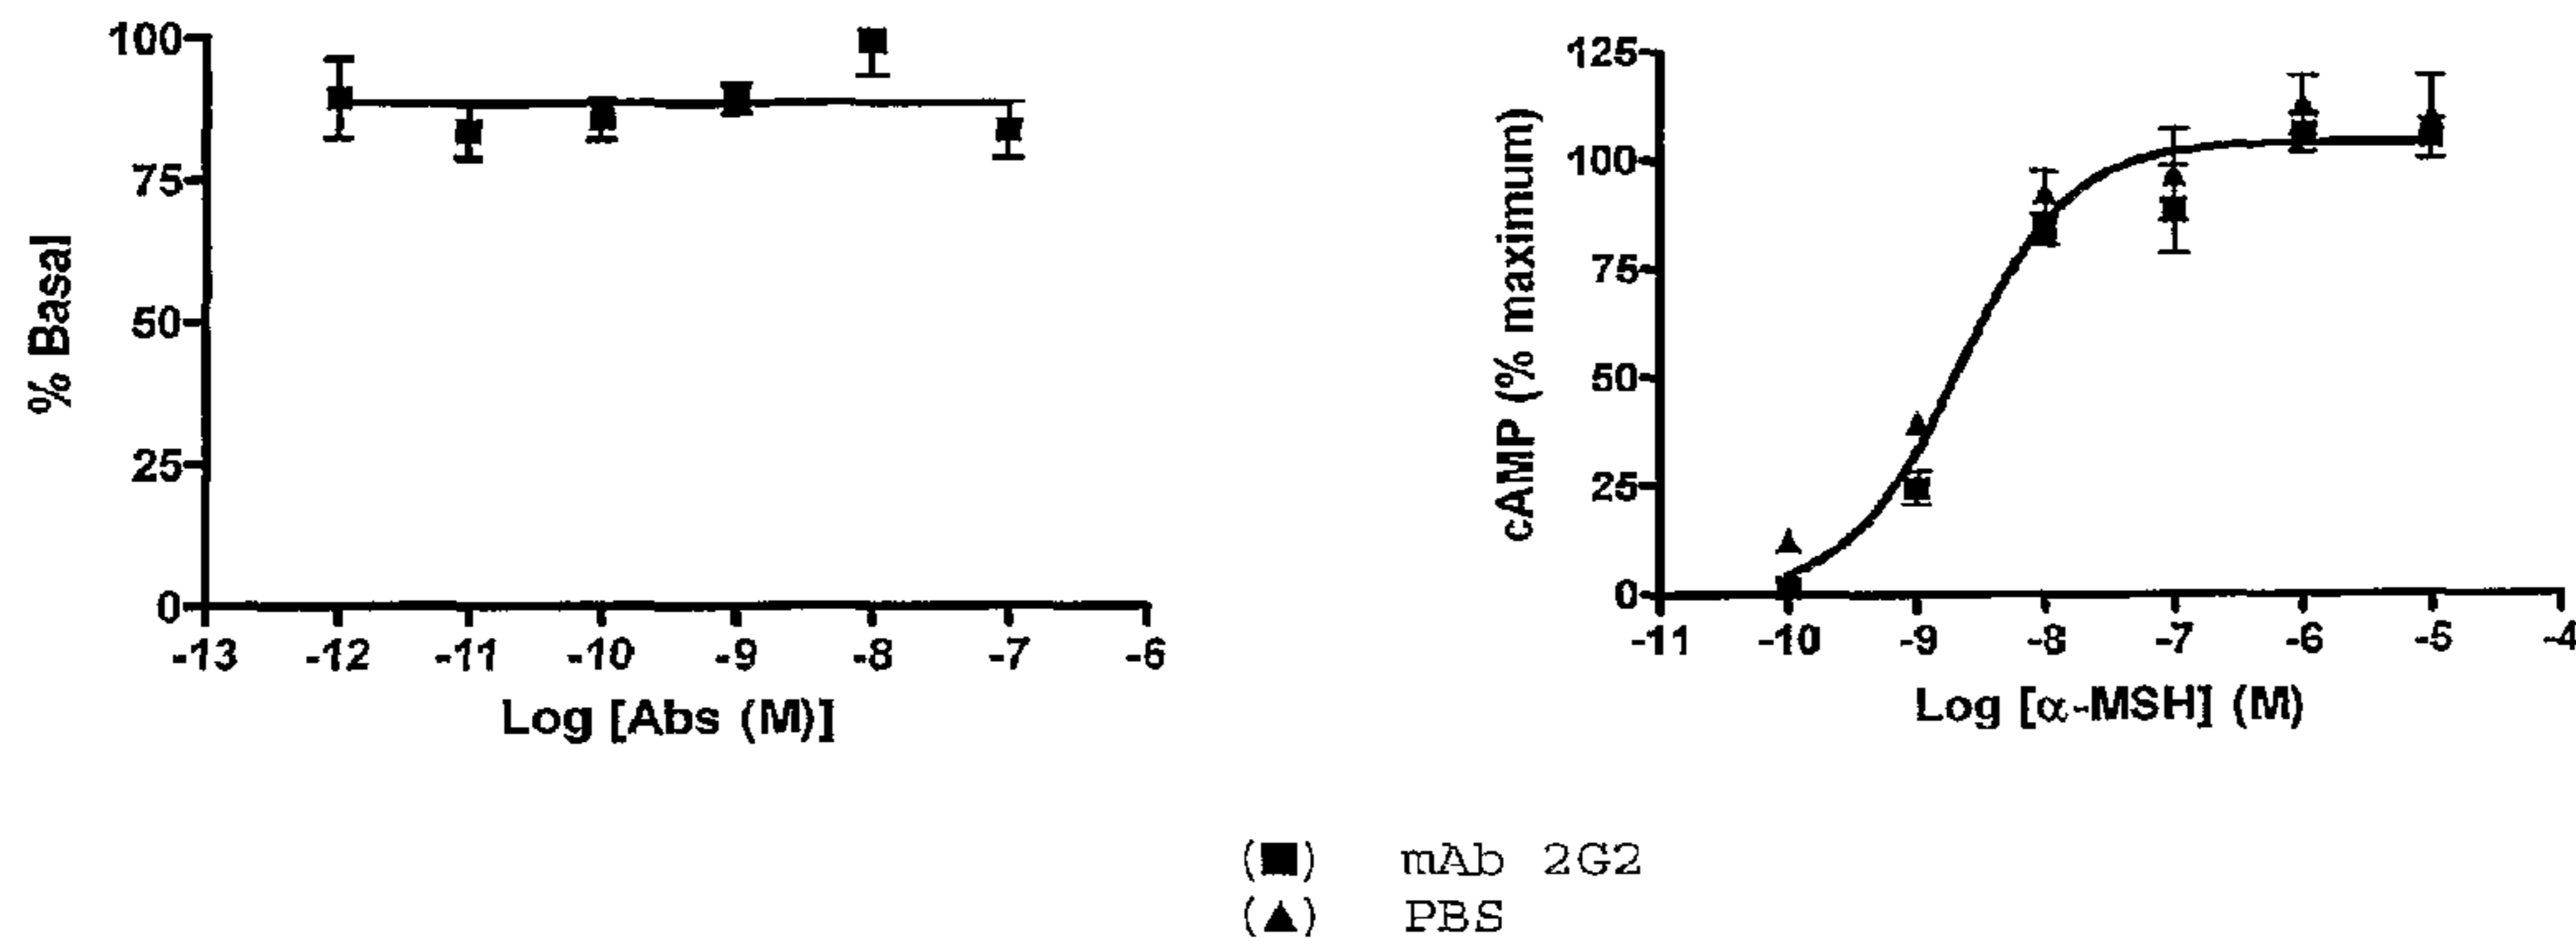 % Basal
100
75
50
25
0
-13 -12 -11 -10 -9 -8 -7 -6
Log [Abs (M)]
cAMP (% maximum)
125
100
75
50
25
0
-11 -10 -9 -8 -7 -6 -5 -4
Log [α-MSH] (M)
(■) mAb 2G2
(▲) PBS